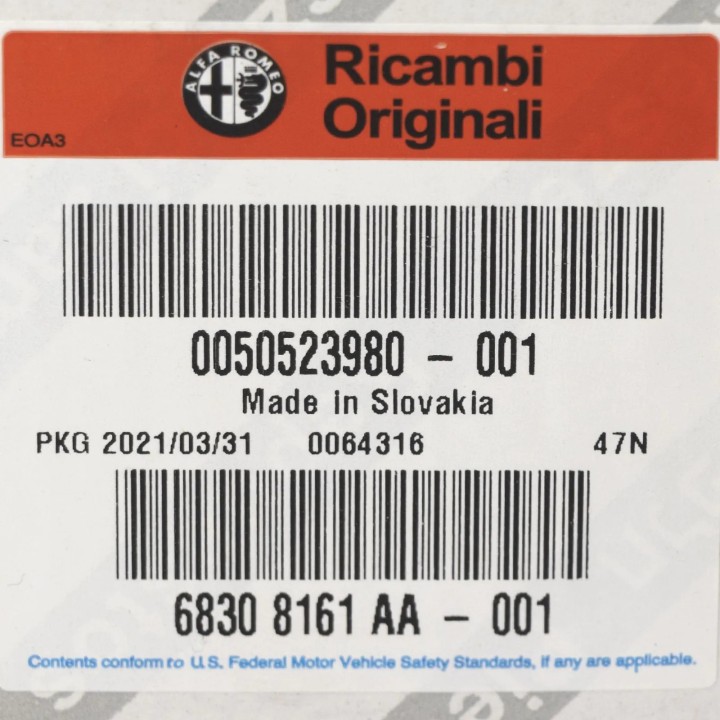 ALFA ROMEO
Ricambi
Originali
EOA3
0050523980 - 001
Made in Slovakia
PKG 2021/03/31 0064316 47N
6830 8161 AA - 001
Contents conform to U.S. Federal Motor Vehicle Safety Standards, if any are applicable.